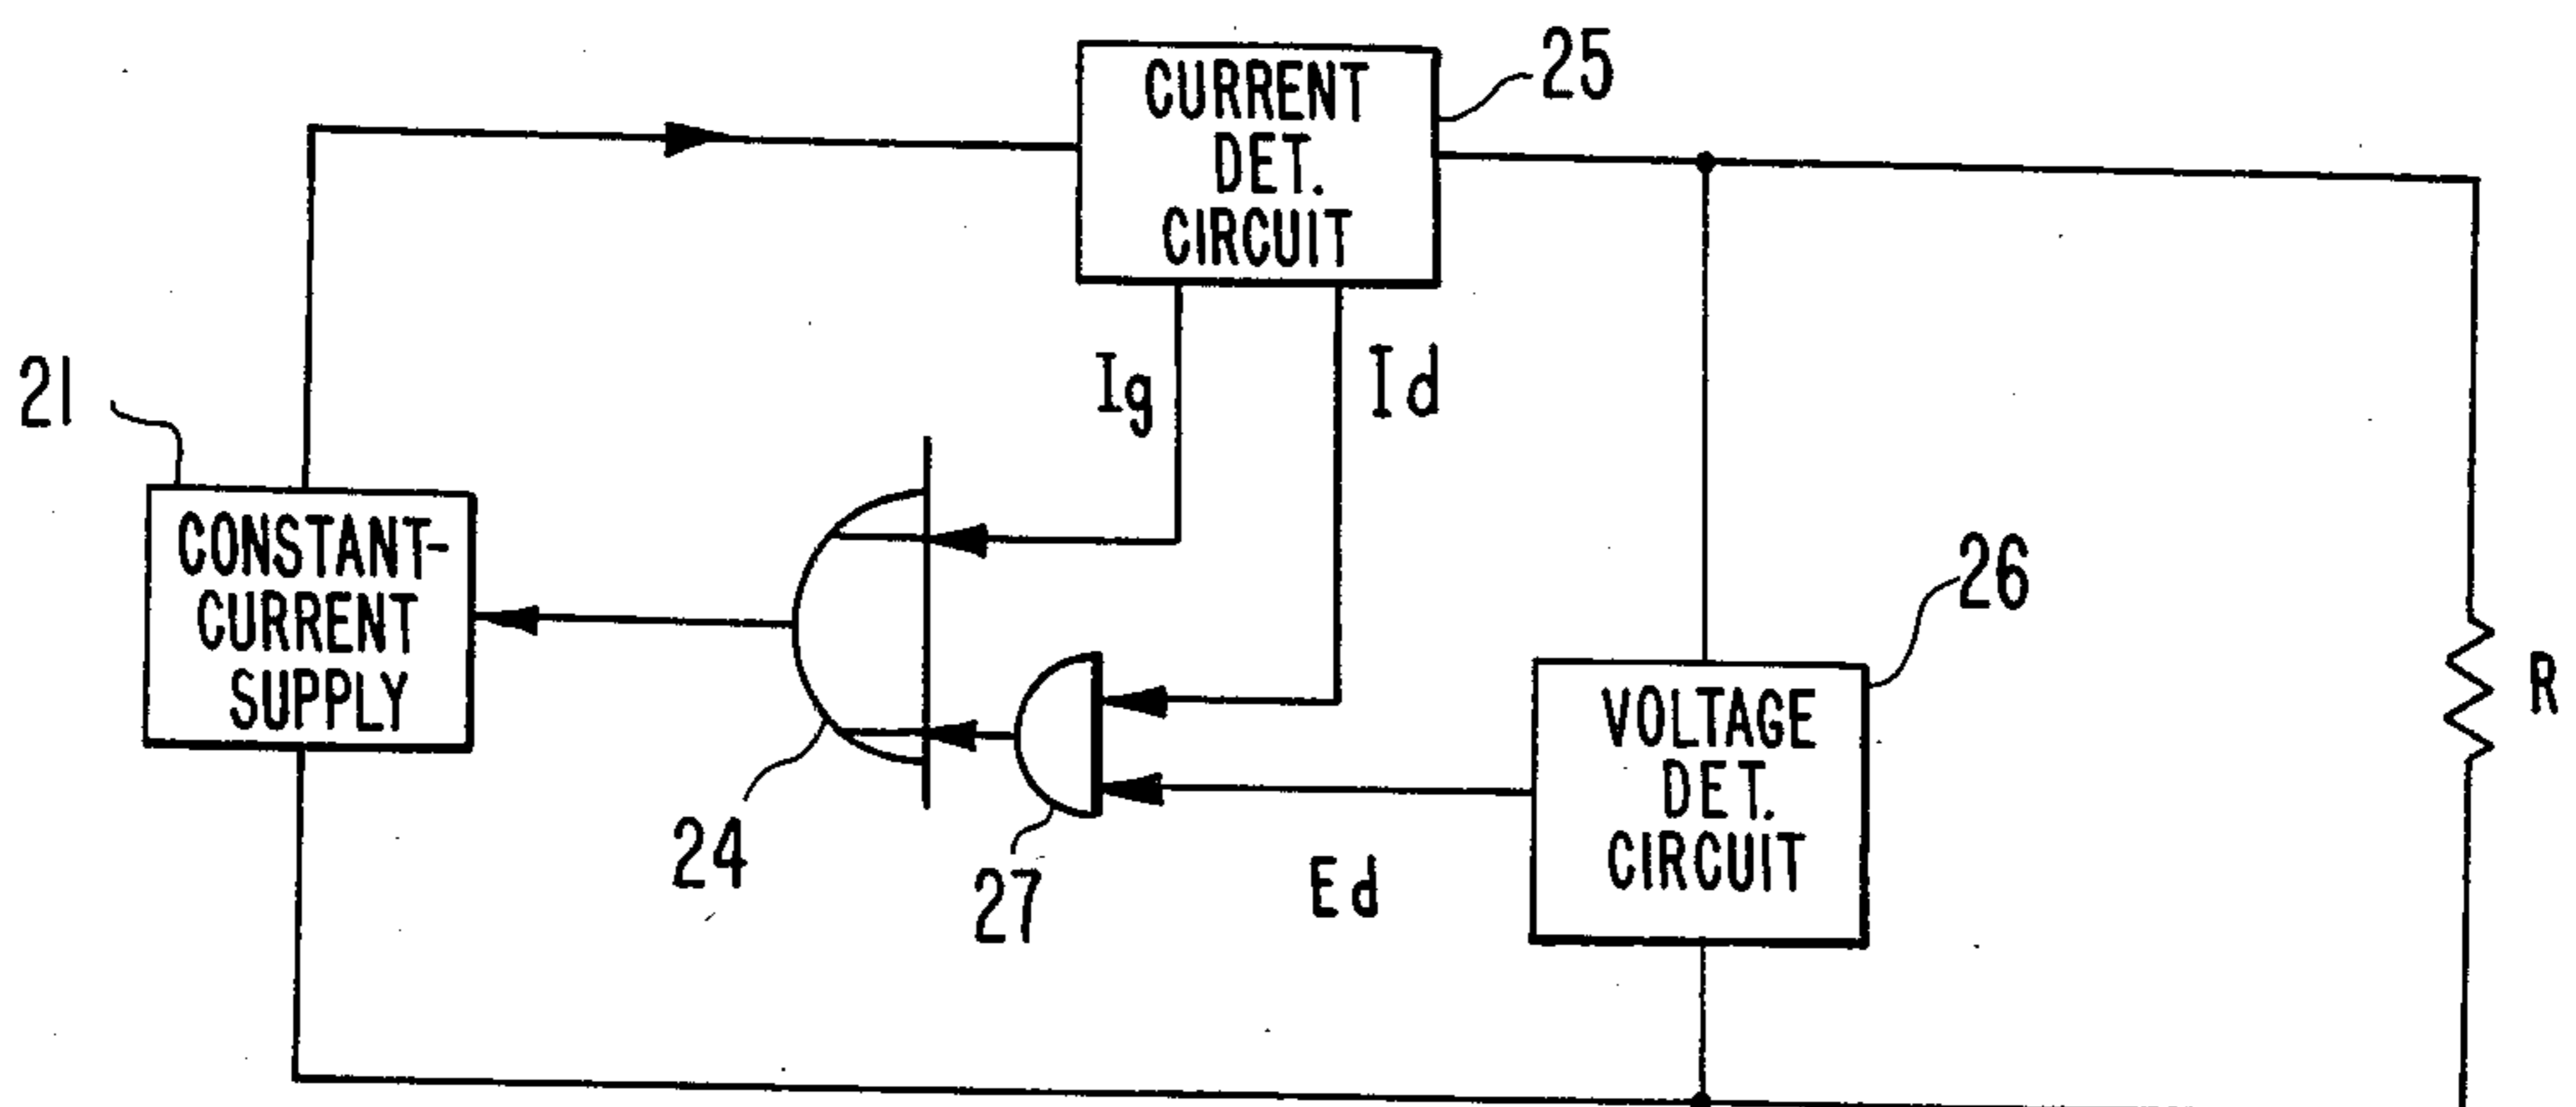 CURRENT
DET.
CIRCUIT
25
Ig
Id
21
CONSTANT-
CURRENT
SUPPLY
24
27
Ed
26
VOLTAGE
DET.
CIRCUIT
R